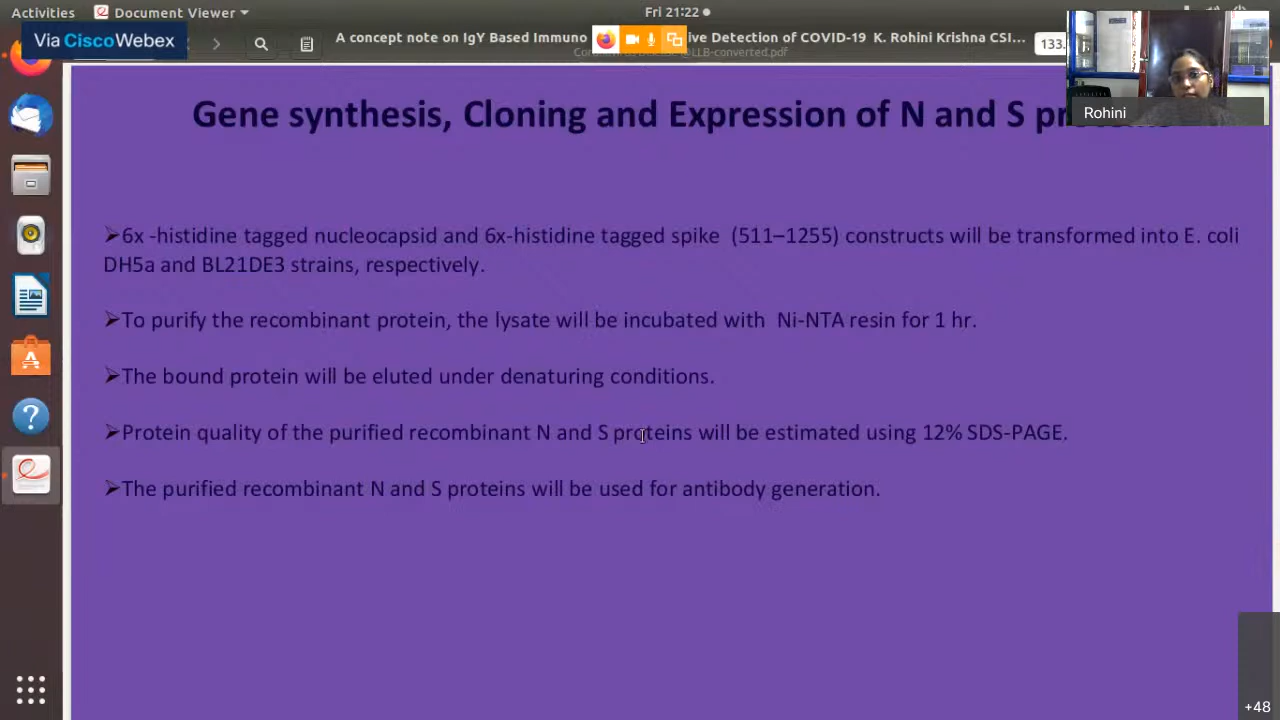 Activities Document Viewer Fri 21:22
Via Cisco Webex
A concept note on IgY Based Immuno ive Detection of COVID-19 K. Rohini Krishna CSI... 133.
@LLB-converted.pdf
Rohini
Gene synthesis, Cloning and Expression of N and S
➢6x -histidine tagged nucleocapsid and 6x-histidine tagged spike (511–1255) constructs will be transformed into E. coli
DH5a and BL21DE3 strains, respectively.
➢To purify the recombinant protein, the lysate will be incubated with Ni-NTA resin for 1 hr.
➢The bound protein will be eluted under denaturing conditions.
➢Protein quality of the purified recombinant N and S proteins will be estimated using 12% SDS-PAGE.
➢The purified recombinant N and S proteins will be used for antibody generation.
+48